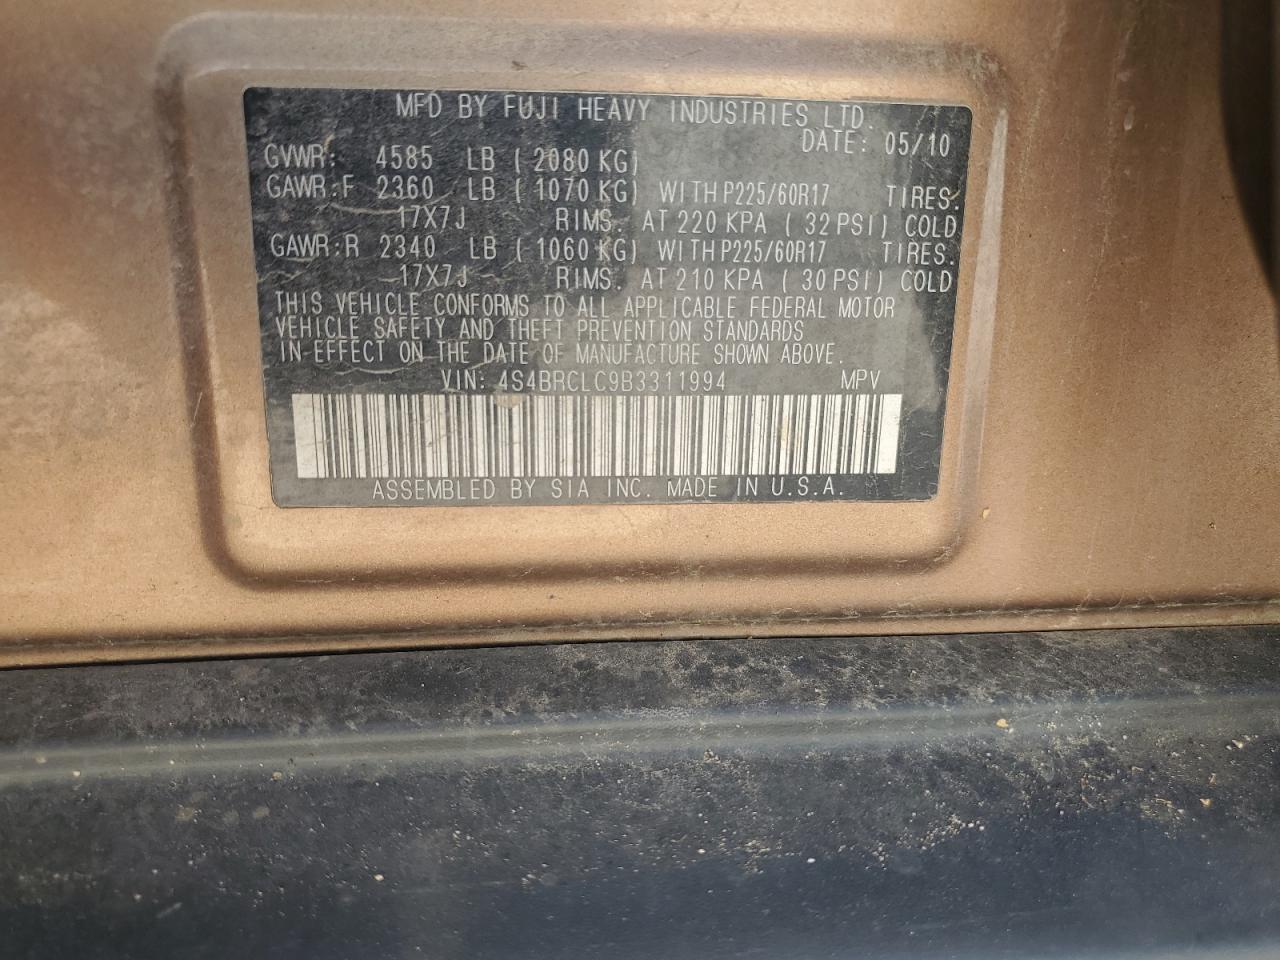 MFD BY FUJI HEAVY INDUSTRIES LTD.
DATE: 05/10
GVWR: 4585 LB ( 2080 KG)
GAWR:F 2360 LB ( 1070 KG) WITH P225/60R17 TIRES.
17X7J RIMS. AT 220 KPA ( 32 PSI) COLD
GAWR:R 2340 LB ( 1060 KG) WITH P225/60R17 TIRES.
17X7J RIMS. AT 210 KPA ( 30 PSI) COLD
THIS VEHICLE CONFORMS TO ALL APPLICABLE FEDERAL MOTOR
VEHICLE SAFETY AND THEFT PREVENTION STANDARDS
IN EFFECT ON THE DATE OF MANUFACTURE SHOWN ABOVE.
VIN: 4S4BRCLC9B3311994 MPV
ASSEMBLED BY SIA INC. MADE IN U.S.A.